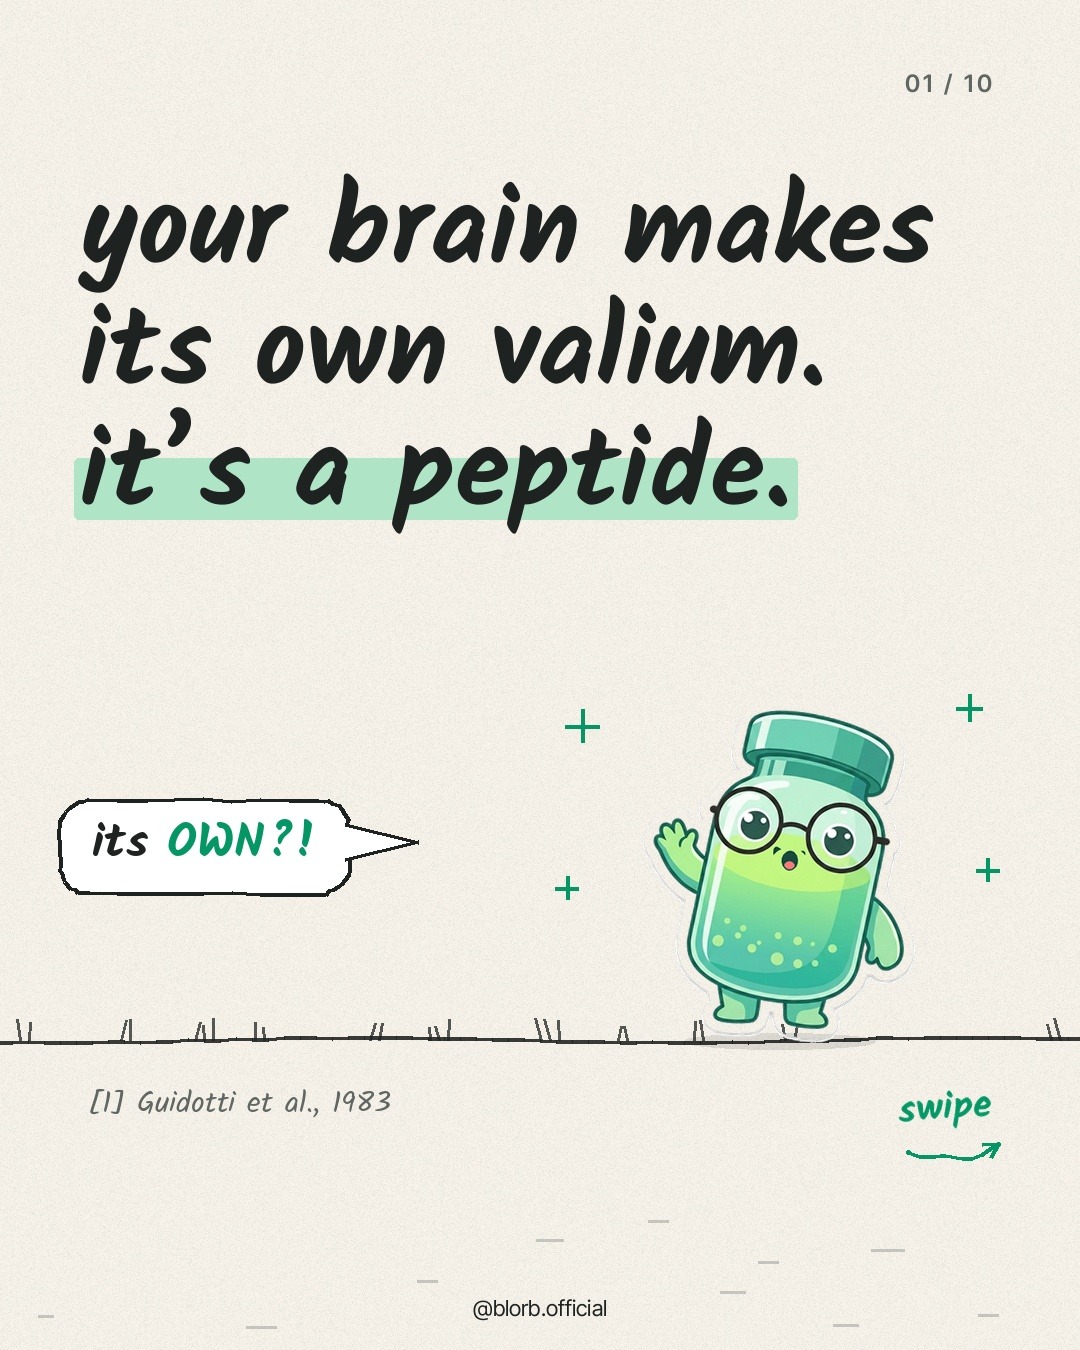 01 / 10
your brain makes
its own valium.
it’s a peptide.
its OWN?!
[1] Guidotti et al., 1983
swipe
@blorb.official